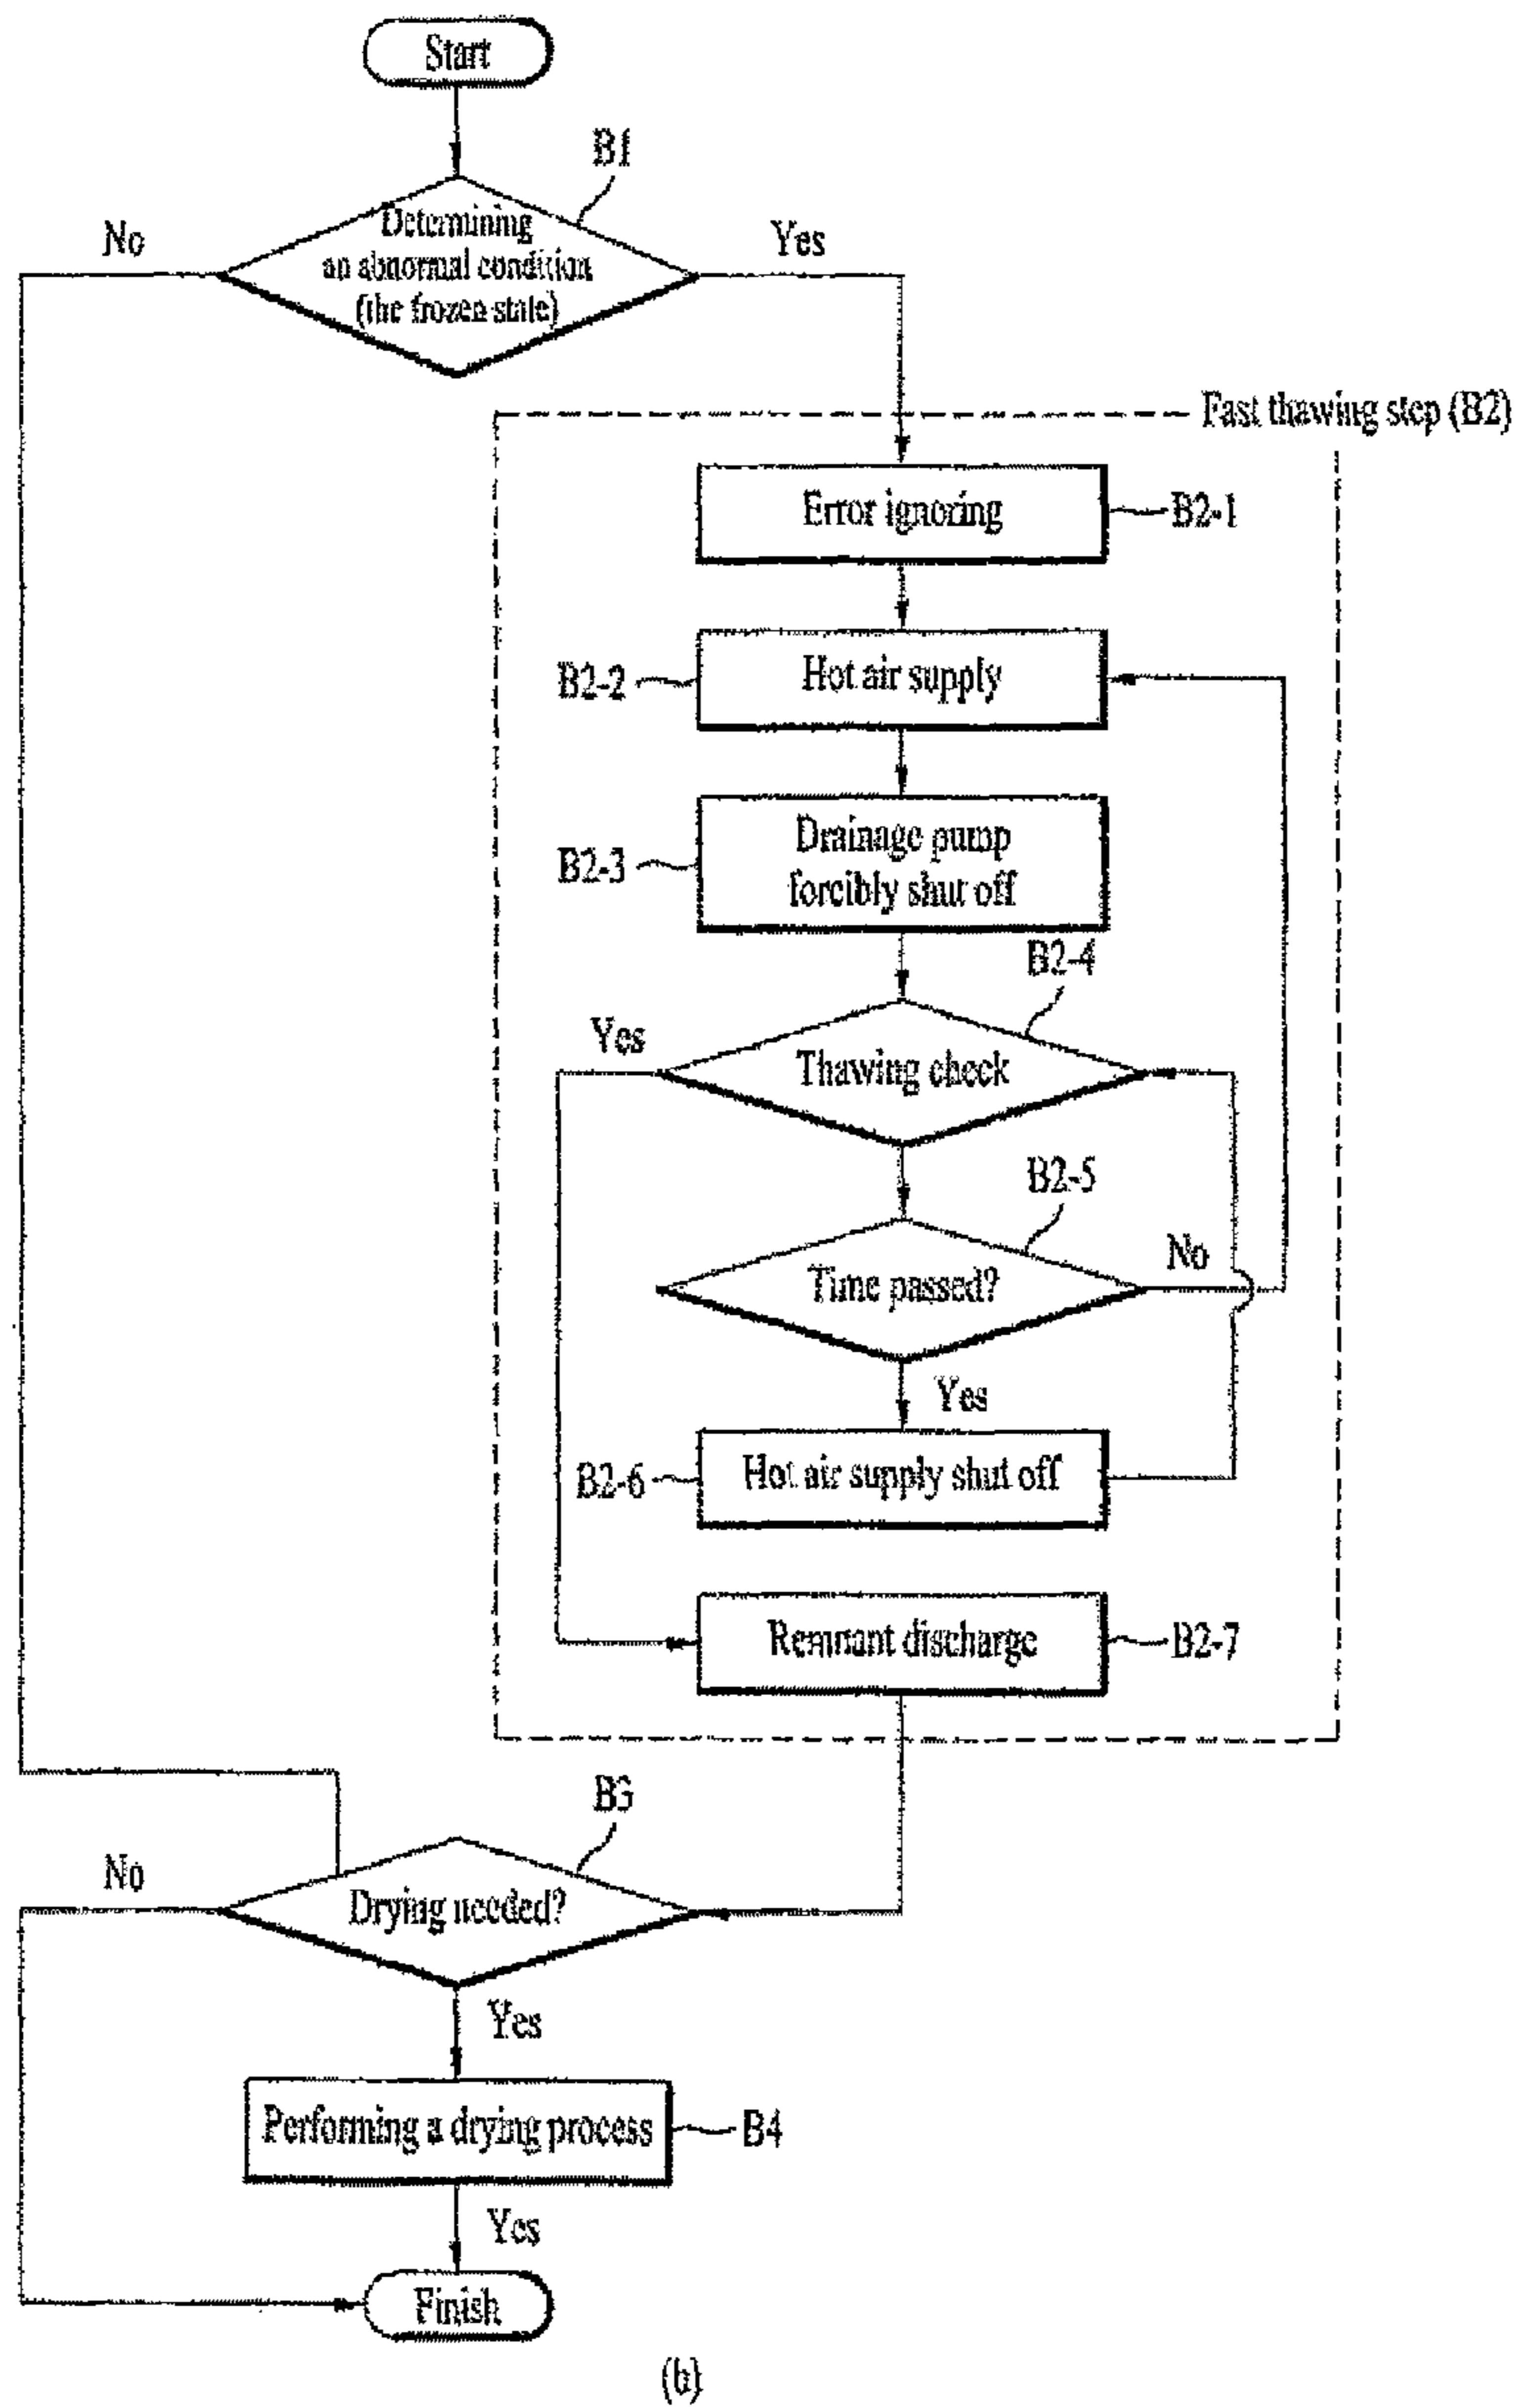 Start
B1
No
Determining
Yes
an abnormal condition
(the frozen state)
Fast thawing step (B2)
Error ignoring
B2-1
B2-2
Hot air supply
Drainage pump
B2-3
forcibly shut off
B2-4
Yes
Thawing check
B2-5
No
Time passed?
Yes
B2-6
Hot air supply shut off
Remnant discharge
B2-7
B3
No
Drying needed?
Yes
Performing a drying process
B4
Yes
Finish
(b)